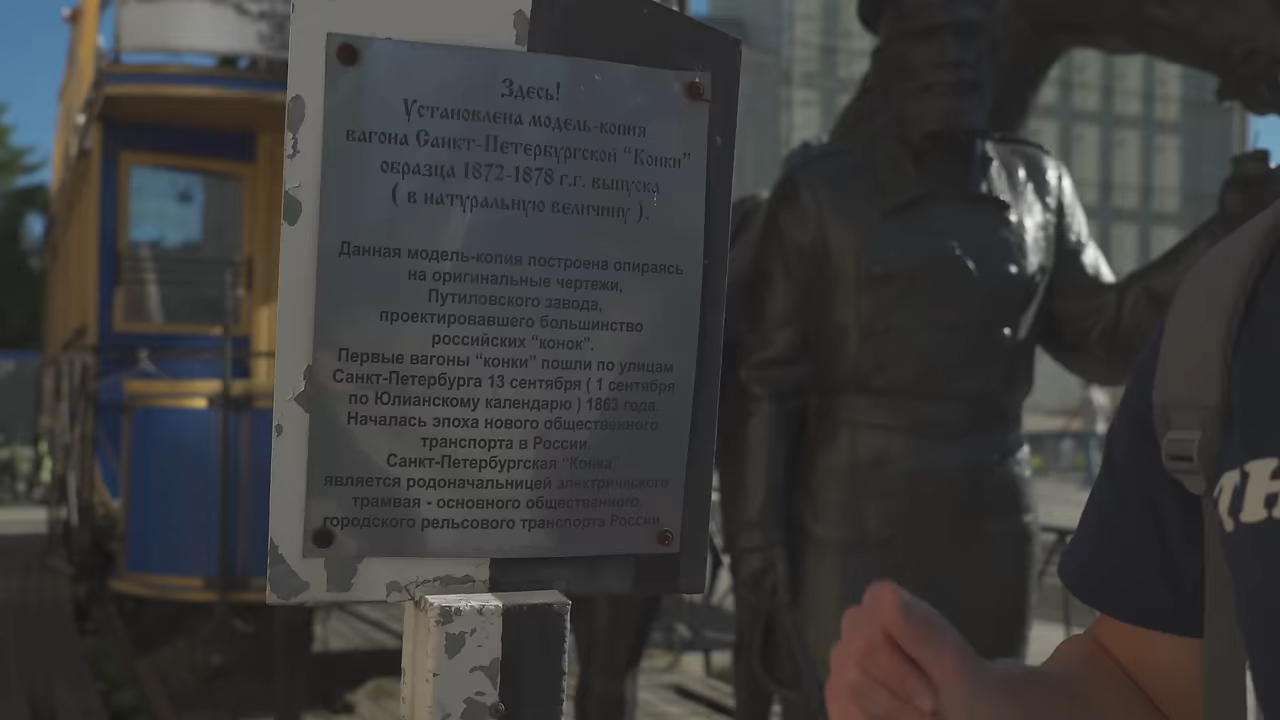 Здесь!
Установлена модель-копия
вагона Санкт-Петербургской “Конки”
образца 1872-1878 г.г. выпуска
( в натуральную величину ).
Данная модель-копия построена опираясь
на оригинальные чертежи,
Путиловского завода,
проектировавшего большинство
российских “конок”.
Первые вагоны “конки” пошли по улицам
Санкт-Петербурга 13 сентября ( 1 сентября
по Юлианскому календарю ) 1863 года.
Началась эпоха нового общественного
транспорта в России.
Санкт-Петербургская “Конка”
является родоначальницей электрического
трамвая - основного общественного,
городского рельсового транспорта России.